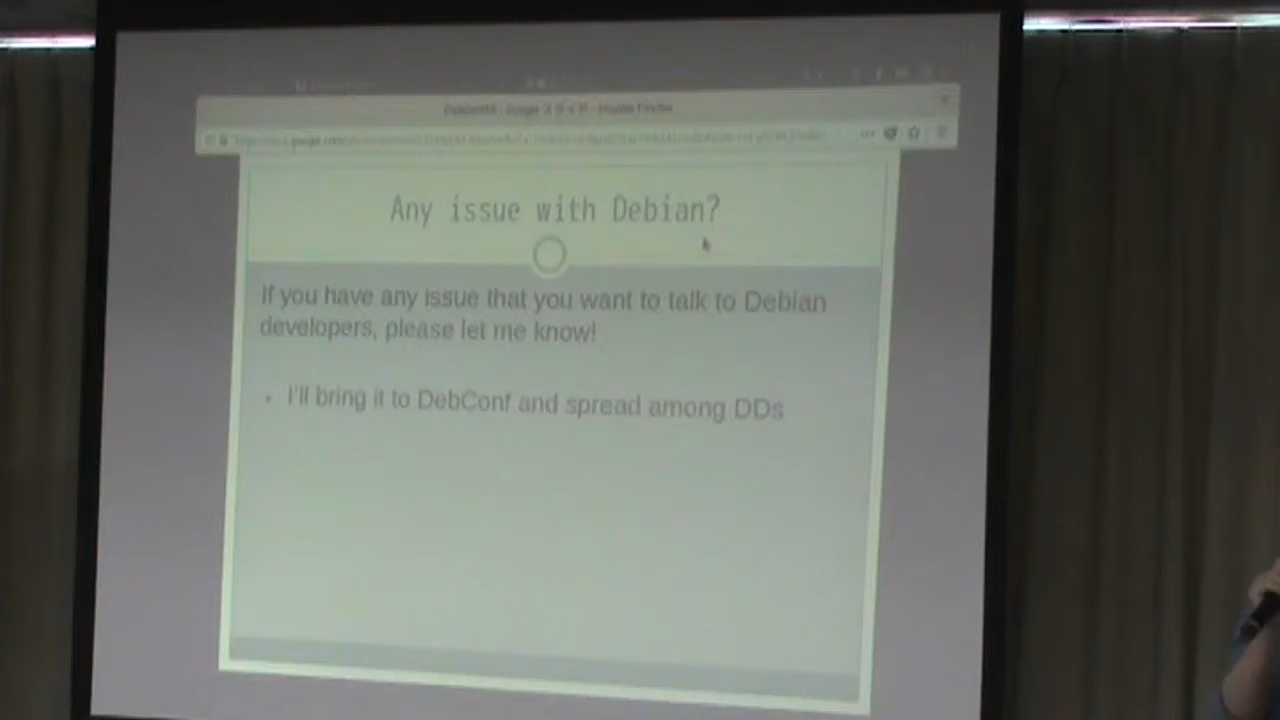 Any issue with Debian?
If you have any issue that you want to talk to Debian
developers, please let me know!
• I'll bring it to DebConf and spread among DDs